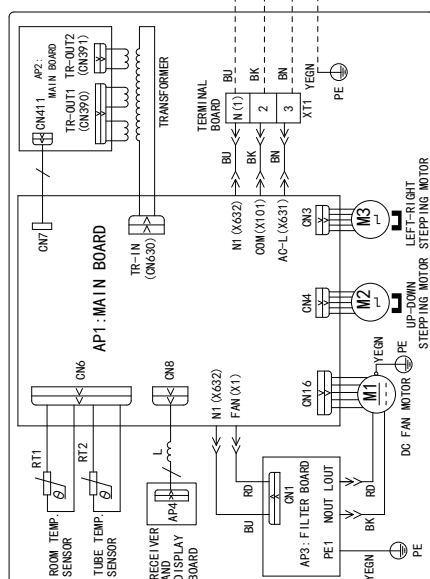 AP2:
MAIN BOARD
CN411
TR-OUT2
(CN391)
TR-OUT1
(CN390)
TRANSFORMER
CN7
TR-IN
(CN630)
AP1:MAIN BOARD
TERMINAL
BOARD
BU
BK
BN
YEGN
PE
N(1)
2
3
XT1
BU
BK
BN
N1(X632)
COM(X101)
AC-L(X631)
CN3
M3
LEFT-RIGHT
STEPPING MOTOR
CN4
M2
UP-DOWN
STEPPING MOTOR
CN16
M1
YEGN
PE
DC FAN MOTOR
CN6
RT1
RT2
ROOM TEMP.
SENSOR
TUBE TEMP.
SENSOR
CN8
L
AP4
RECEIVER
AND
DISPLAY
BOARD
N1(X632)
FAN(X1)
BU
RD
CN1
AP3:FILTER BOARD
PE1
NOUT
LOUT
BK
RD
YEGN
PE